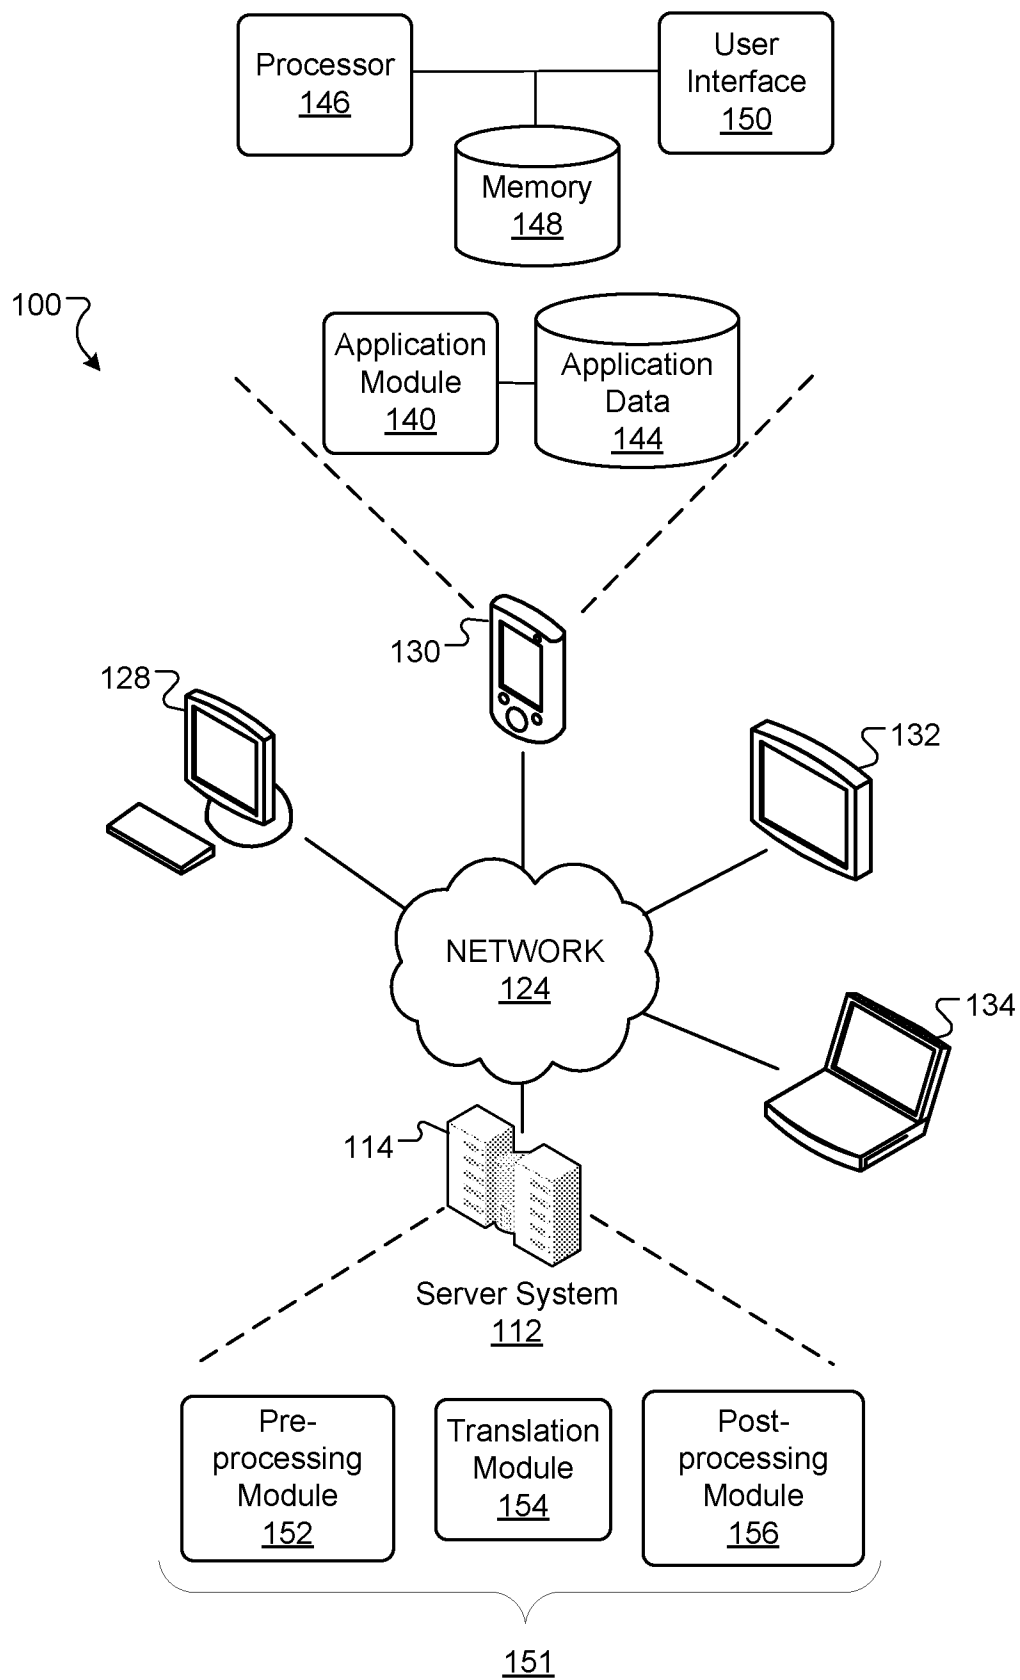 Processor
146
User
Interface
150
Memory
148
100
Application
Module
140
Application
Data
144
130
128
132
NETWORK
124
134
114
Server System
112
Pre-
processing
Module
152
Translation
Module
154
Post-
processing
Module
156
151